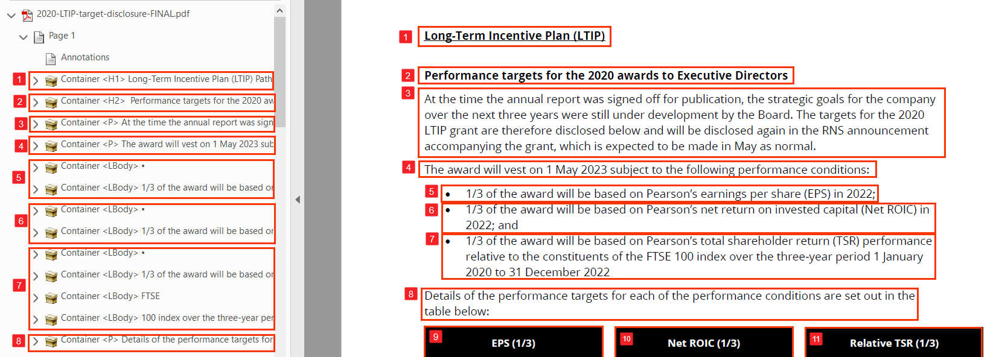 2020-LTIP-target-disclosure-FINAL.pdf
Page 1
Annotations
1 Container <H1> Long-Term Incentive Plan (LTIP) Path
2 Container <H2> Performance targets for the 2020 aw
3 Container <P> At the time the annual report was sign
4 Container <P> The award will vest on 1 May 2023 sub
5
Container <LBody> •
Container <LBody> 1/3 of the award will be based or
6
Container <LBody> •
Container <LBody> 1/3 of the award will be based or
7
Container <LBody> •
Container <LBody> 1/3 of the award will be based or
Container <LBody> FTSE
Container <LBody> 100 index over the three-year per
8 Container <P> Details of the performance targets for
1 Long-Term Incentive Plan (LTIP)
2 Performance targets for the 2020 awards to Executive Directors
3 At the time the annual report was signed off for publication, the strategic goals for the company
over the next three years were still under development by the Board. The targets for the 2020
LTIP grant are therefore disclosed below and will be disclosed again in the RNS announcement
accompanying the grant, which is expected to be made in May as normal.
4 The award will vest on 1 May 2023 subject to the following performance conditions:
5 • 1/3 of the award will be based on Pearson's earnings per share (EPS) in 2022;
6 • 1/3 of the award will be based on Pearson's net return on invested capital (Net ROIC) in
2022; and
7 • 1/3 of the award will be based on Pearson's total shareholder return (TSR) performance
relative to the constituents of the FTSE 100 index over the three-year period 1 January
2020 to 31 December 2022
8 Details of the performance targets for each of the performance conditions are set out in the
table below:
9 EPS (1/3)
10 Net ROIC (1/3)
11 Relative TSR (1/3)